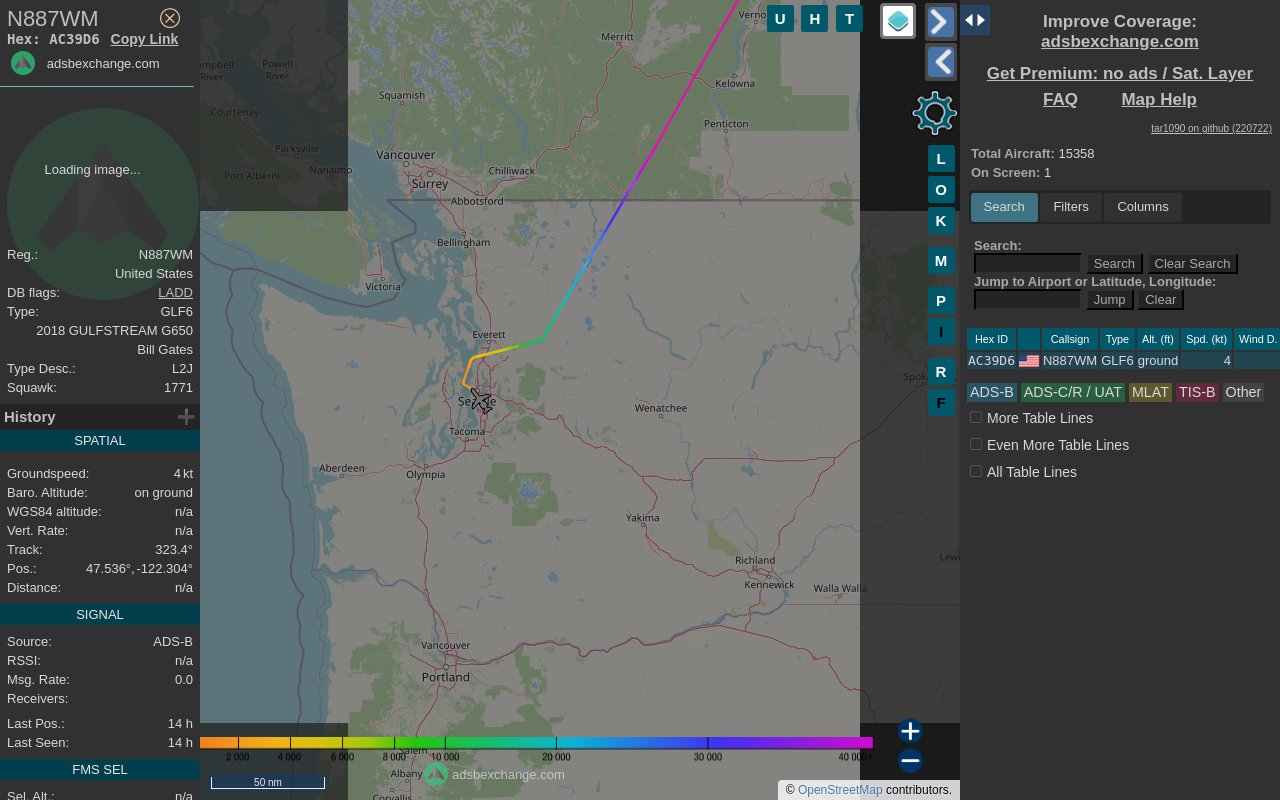 N887WM
Hex: AC39D6 Copy Link
adsbexchange.com
Loading image...
Reg.: N887WM
United States
DB flags: LADD
Type: GLF6
2018 GULFSTREAM G650
Bill Gates
Type Desc.: L2J
Squawk: 1771
History
SPATIAL
Groundspeed: 4 kt
Baro. Altitude: on ground
WGS84 altitude: n/a
Vert. Rate: n/a
Track: 323.4°
Pos.: 47.536°, -122.304°
Distance: n/a
SIGNAL
Source: ADS-B
RSSI: n/a
Msg. Rate: 0.0
Receivers:
Last Pos.: 14 h
Last Seen: 14 h
FMS SEL
Sel. Alt.: n/a
River
Powell
River
Courtenay
Parksville
Port Alberni
Nanaimo
Squamish
Vancouver
Surrey
Chilliwack
Abbotsford
Merritt
Kelowna
Penticton
Bellingham
Victoria
Everett
Wenatchee
Tacoma
Aberdeen
Olympia
Yakima
Richland
Kennewick
Walla Walla
Vancouver
Portland
Salem
Albany
Corvallis
U H T
L
O
K
M
P
I
R
F
2 000 4 000 6 000 8 000 10 000 20 000 30 000 40 000+
50 nm
adsbexchange.com
© OpenStreetMap contributors.
Improve Coverage:
adsbexchange.com
Get Premium: no ads / Sat. Layer
FAQ Map Help
tar1090 on github (220722)
Total Aircraft: 15358
On Screen: 1
Search Filters Columns
Search:
Search Clear Search
Jump to Airport or Latitude, Longitude:
Jump Clear
Hex ID Callsign Type Alt. (ft) Spd. (kt) Wind D.
AC39D6 N887WM GLF6 ground 4
ADS-B ADS-C/R / UAT MLAT TIS-B Other
More Table Lines
Even More Table Lines
All Table Lines